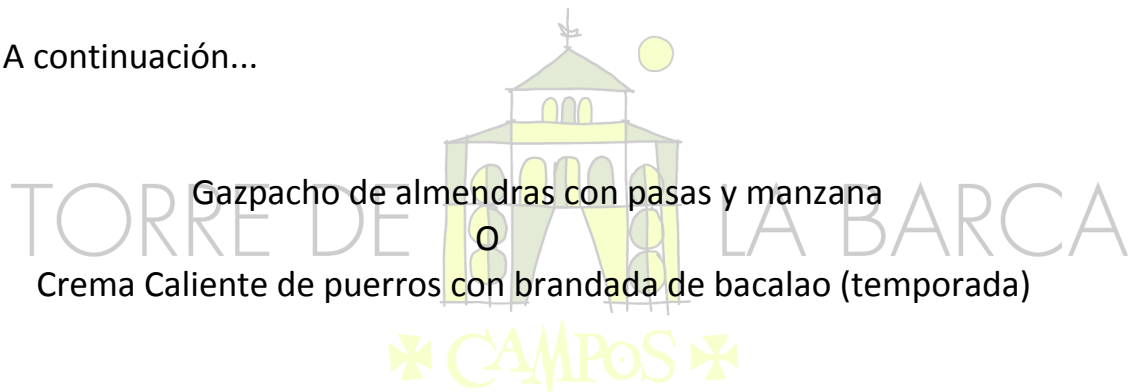 A continuación...
Gazpacho de almendras con pasas y manzana
O
TORRE DE LA BARCA
Crema Caliente de puerros con brandada de bacalao (temporada)
CAMPOS